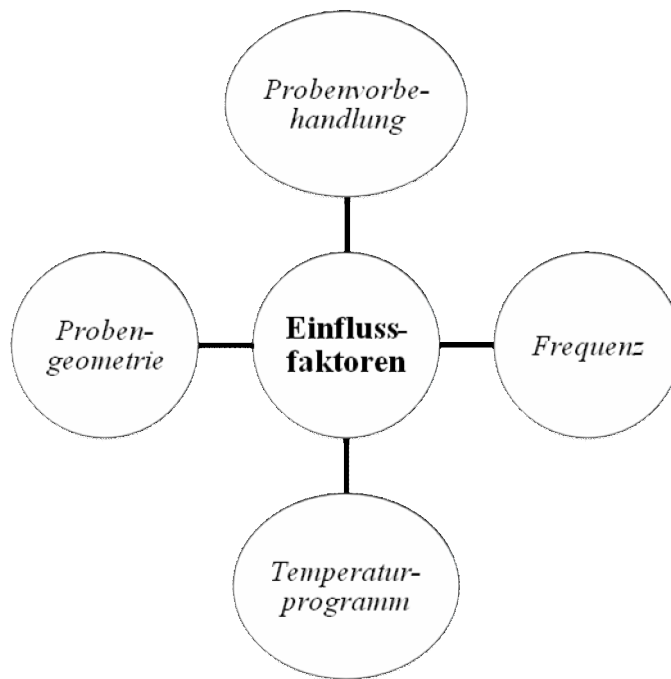 Probenvorbe-
handlung
Proben-
geometrie
Einfluss-
faktoren
Frequenz
Temperatur-
programm